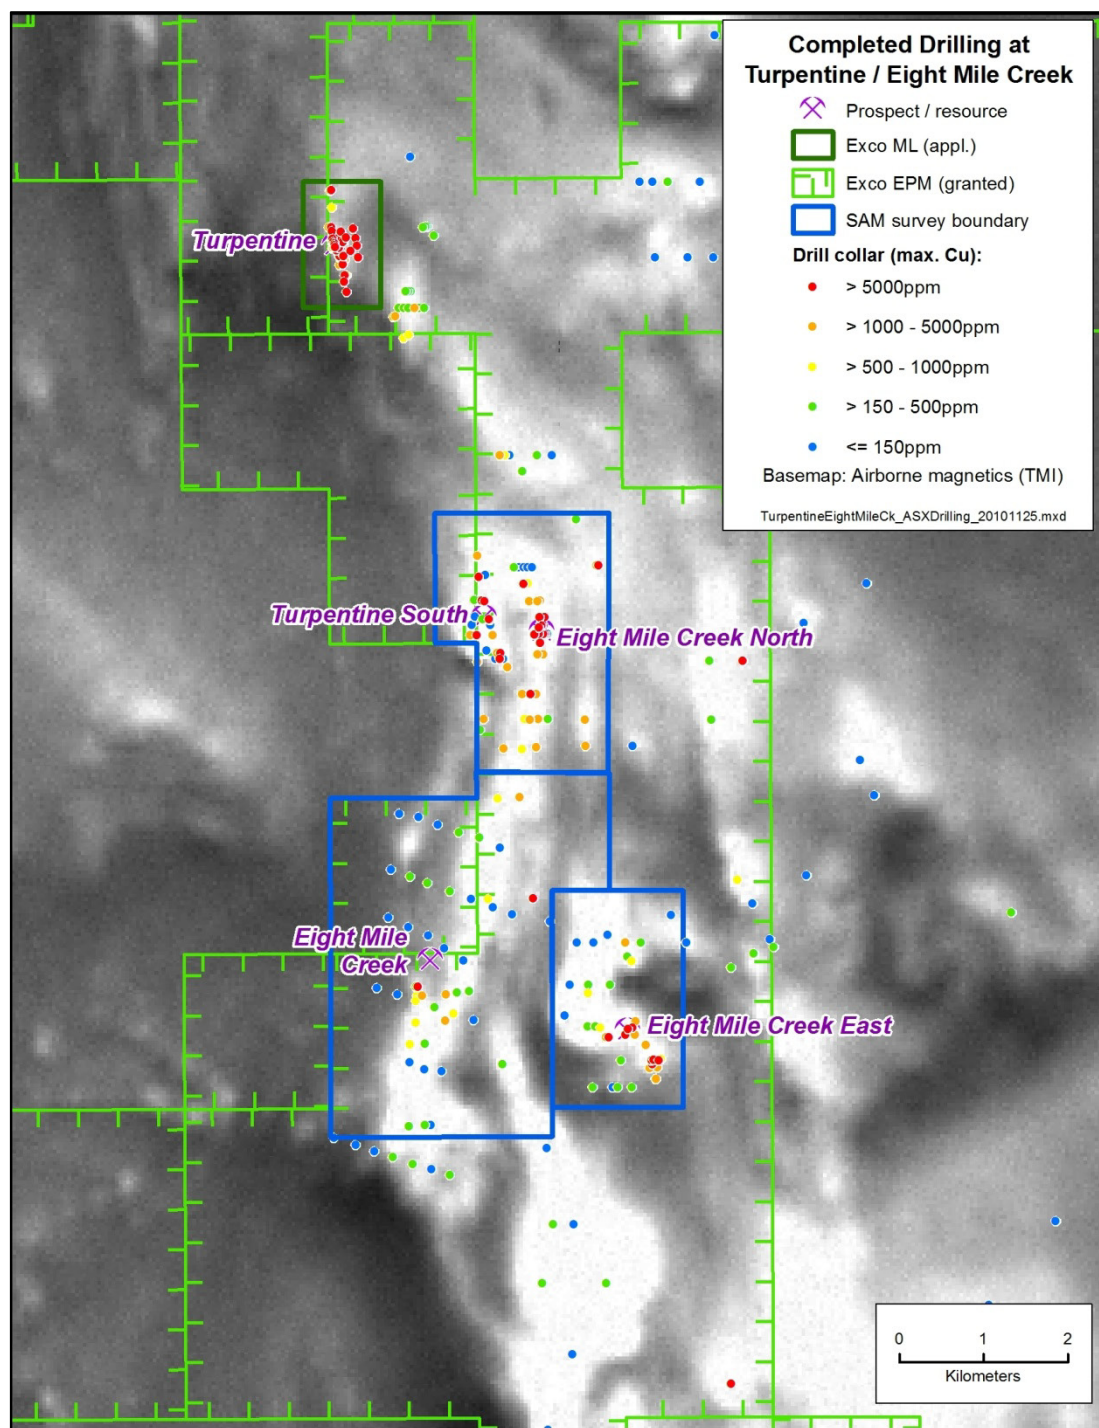 Completed Drilling at
Turpentine / Eight Mile Creek
Prospect / resource
Exco ML (appl.)
Exco EPM (granted)
SAM survey boundary
Drill collar (max. Cu):
> 5000ppm
> 1000 - 5000ppm
> 500 - 1000ppm
> 150 - 500ppm
<= 150ppm
Basemap: Airborne magnetics (TMI)
TurpentineEightMileCk_ASXDrilling_20101125.mxd
Turpentine
Turpentine South
Eight Mile Creek North
Eight Mile
Creek
Eight Mile Creek East
0 1 2
Kilometers